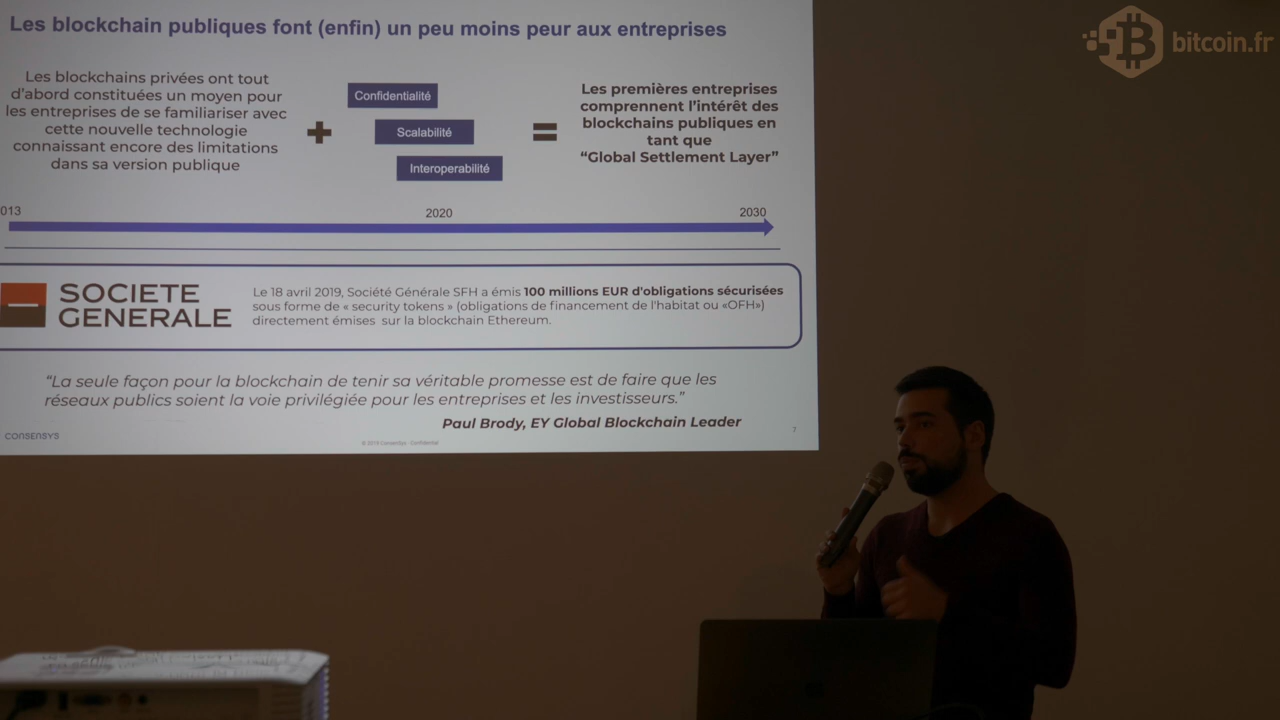 Les blockchain publiques font (enfin) un peu moins peur aux entreprises
bitcoin.fr
Les blockchains privées ont tout
d'abord constituées un moyen pour
les entreprises de se familiariser avec
cette nouvelle technologie
connaissant encore des limitations
dans sa version publique
+
Confidentialité
Scalabilité
Interoperabilité
=
Les premières entreprises
comprennent l'intérêt des
blockchains publiques en
tant que
“Global Settlement Layer”
013
2020
2030
SOCIETE
GENERALE
Le 18 avril 2019, Société Générale SFH a émis 100 millions EUR d'obligations sécurisées
sous forme de « security tokens » (obligations de financement de l'habitat ou «OFH»)
directement émises sur la blockchain Ethereum.
“La seule façon pour la blockchain de tenir sa véritable promesse est de faire que les
réseaux publics soient la voie privilégiée pour les entreprises et les investisseurs.”
Paul Brody, EY Global Blockchain Leader
CONSENSYS
© 2019 ConsenSys - Confidential
7